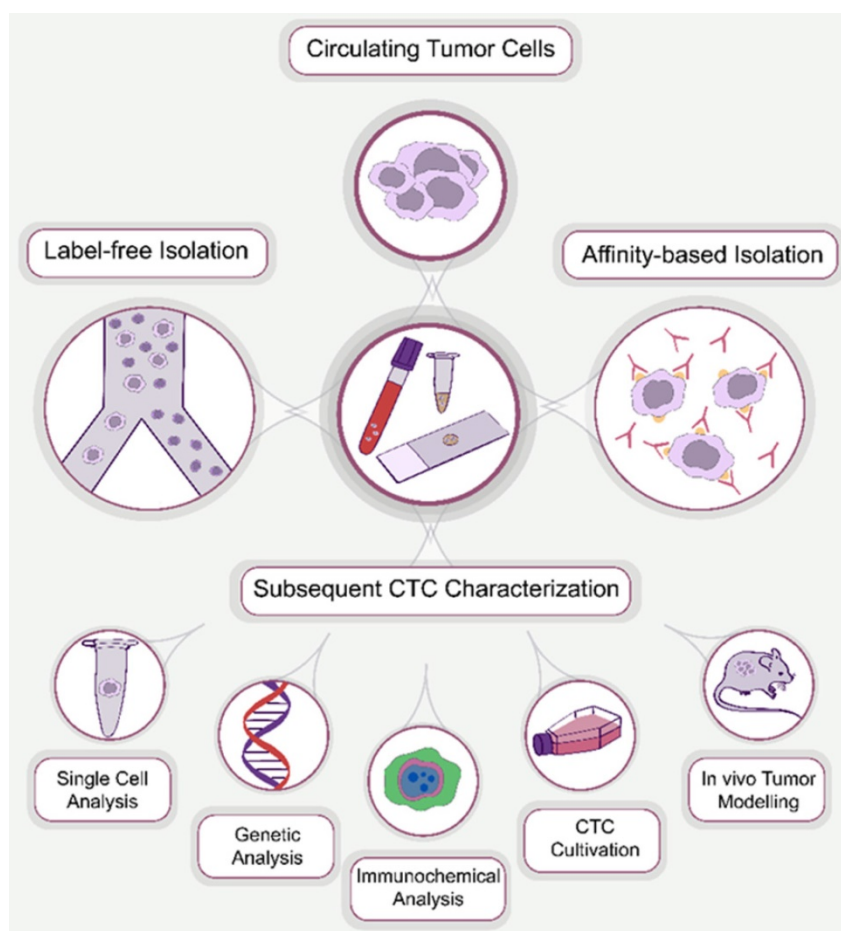 Circulating Tumor Cells
Label-free Isolation
Affinity-based Isolation
Subsequent CTC Characterization
Single Cell
Analysis
Genetic
Analysis
Immunochemical
Analysis
CTC
Cultivation
In vivo Tumor
Modelling